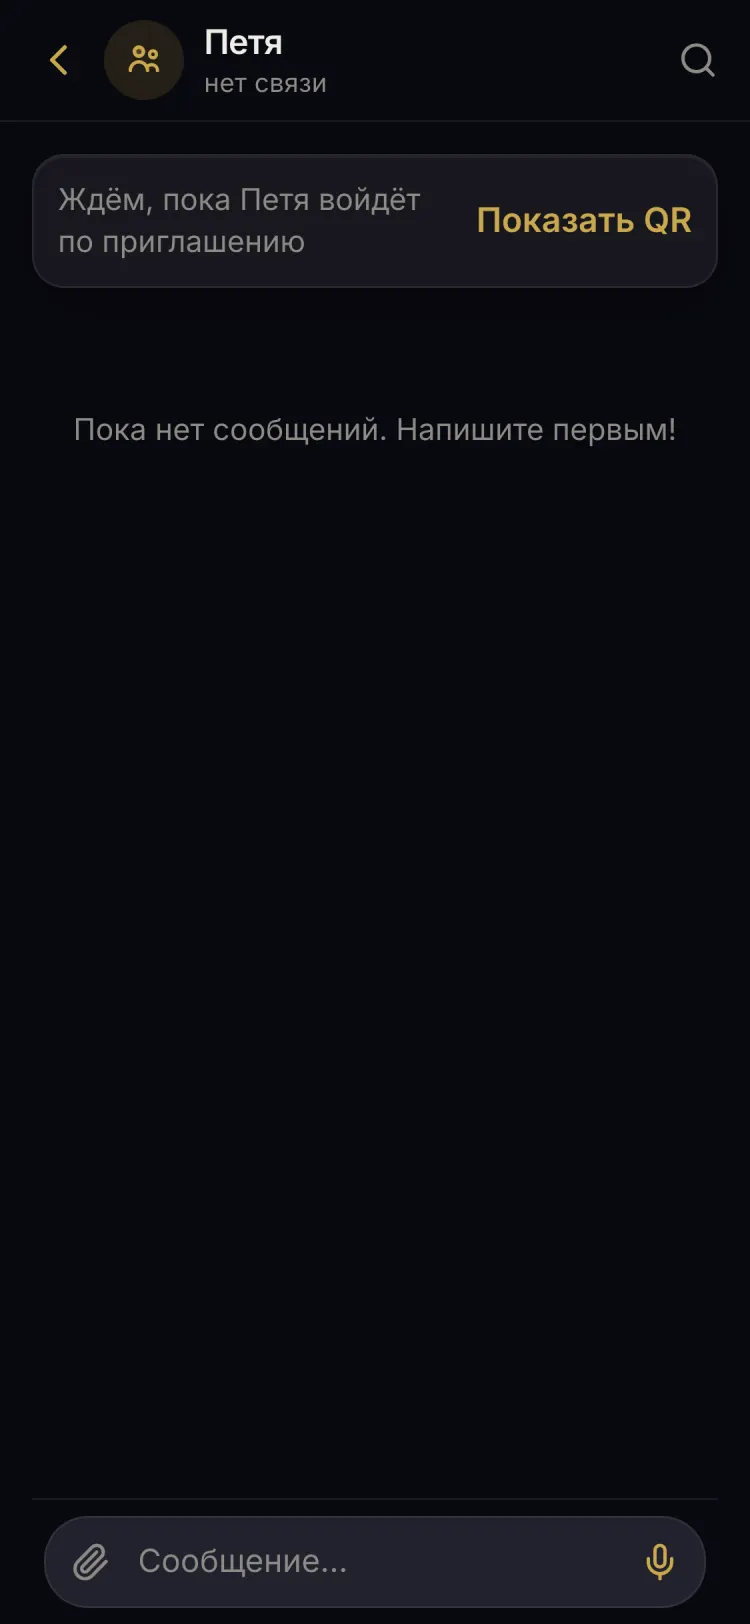 Петя
нет связи
Ждём, пока Петя войдёт
по приглашению
Показать QR
Пока нет сообщений. Напишите первым!
Сообщение...